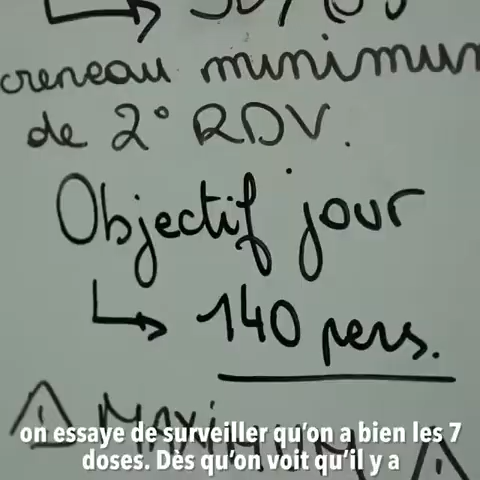 creneau minimum
de 2° RDV.
Objectif jour
↳ 140 pers.
on essaye de surveiller qu'on a bien les 7
doses. Dès qu'on voit qu'il y a